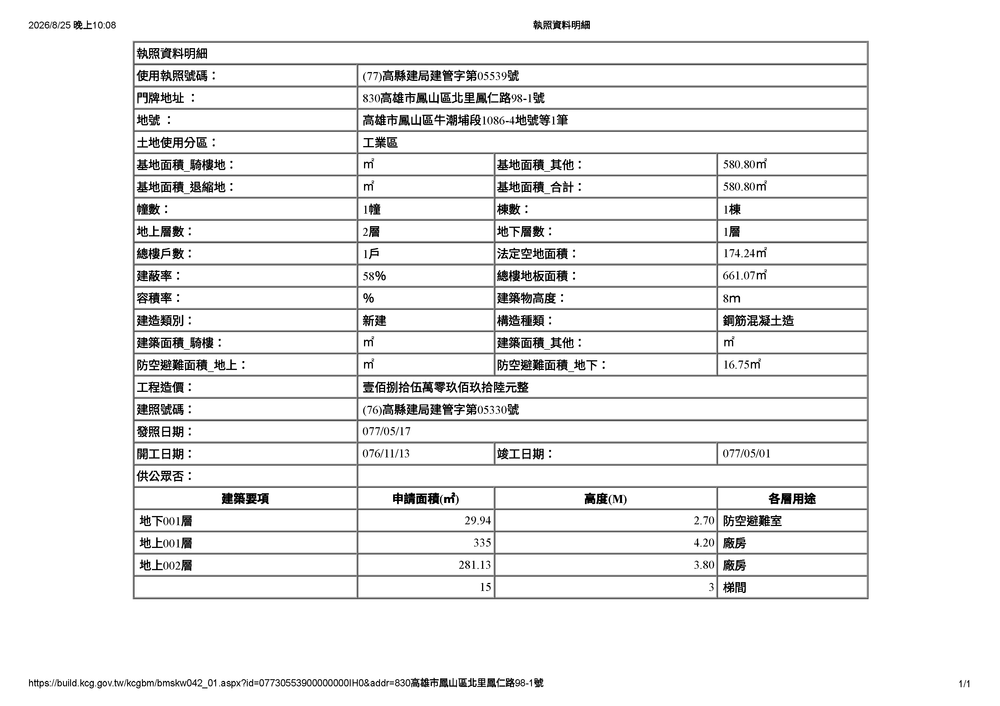 2026/8/25 晚上10:08 執照資料明細
執照資料明細
使用執照號碼： (77)高縣建局建管字第05539號
門牌地址 ： 830高雄市鳳山區北里鳳仁路98-1號
地號 ： 高雄市鳳山區牛潮埔段1086-4地號等1筆
土地使用分區： 工業區
基地面積_騎樓地： ㎡ 基地面積_其他： 580.80㎡
基地面積_退縮地： ㎡ 基地面積_合計： 580.80㎡
幢數： 1幢 棟數： 1棟
地上層數： 2層 地下層數： 1層
總樓戶數： 1戶 法定空地面積： 174.24㎡
建蔽率： 58% 總樓地板面積： 661.07㎡
容積率： % 建築物高度： 8m
建造類別： 新建 構造種類： 鋼筋混凝土造
建築面積_騎樓： ㎡ 建築面積_其他： ㎡
防空避難面積_地上： ㎡ 防空避難面積_地下： 16.75㎡
工程造價： 壹佰捌拾伍萬零玖佰玖拾陸元整
建照號碼： (76)高縣建局建管字第05330號
發照日期： 077/05/17
開工日期： 076/11/13 竣工日期： 077/05/01
供公眾否：
建築要項 申請面積(㎡) 高度(M) 各層用途
地下001層 29.94 2.70 防空避難室
地上001層 335 4.20 廠房
地上002層 281.13 3.80 廠房
15 3 梯間
https://build.kcg.gov.tw/kcgbm/bmskw042_01.aspx?id=07730553900000000IH0&addr=830高雄市鳳山區北里鳳仁路98-1號 1/1